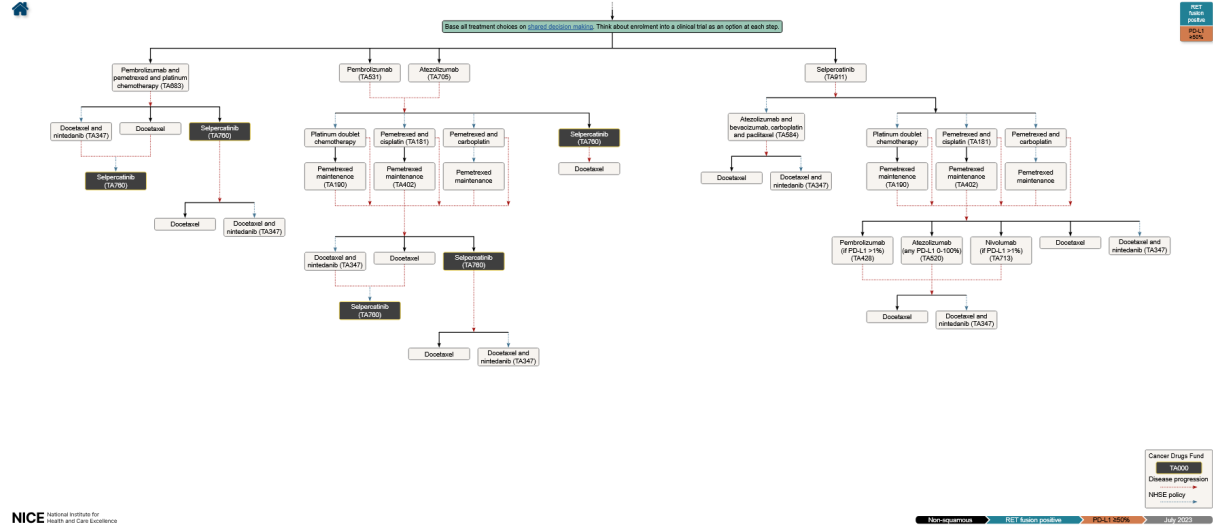 RET
fusion
positive
PD-L1
≥50%
Base all treatment choices on shared decision making. Think about enrolment into a clinical trial as an option at each step.
Pembrolizumab and
pemetrexed and platinum
chemotherapy (TA683)
Pembrolizumab
(TA531)
Atezolizumab
(TA705)
Selpercatinib
(TA911)
Docetaxel and
nintedanib (TA347)
Docetaxel
Selpercatinib
(TA760)
Selpercatinib
(TA760)
Docetaxel
Docetaxel and
nintedanib (TA347)
Platinum doublet
chemotherapy
Pemetrexed and
cisplatin (TA181)
Pemetrexed and
carboplatin
Selpercatinib
(TA760)
Docetaxel
Pemetrexed
maintenence
(TA190)
Pemetrexed
maintenance
(TA402)
Pemetrexed
maintenance
Docetaxel and
nintedanib (TA347)
Docetaxel
Selpercatinib
(TA760)
Selpercatinib
(TA760)
Docetaxel
Docetaxel and
nintedanib (TA347)
Atezolizumab and
bevacizumab, carboplatin
and paclitaxel (TA584)
Docetaxel
Docetaxel and
nintedanib (TA347)
Platinum doublet
chemotherapy
Pemetrexed and
cisplatin (TA181)
Pemetrexed and
carboplatin
Pemetrexed
maintenance
(TA190)
Pemetrexed
maintenance
(TA402)
Pemetrexed
maintenance
Pembrolizumab
(if PD-L1 >1%)
(TA428)
Atezolizumab
(any PD-L1 0-100%)
(TA520)
Nivolumab
(if PD-L1 >1%)
(TA713)
Docetaxel
Docetaxel and
nintedanib (TA347)
Docetaxel
Docetaxel and
nintedanib (TA347)
Cancer Drugs Fund
TA000
Disease progression
NHSE policy
NICE National Institute for
Health and Care Excellence
Non-squamous
RET fusion positive
PD-L1 ≥50%
July 2023